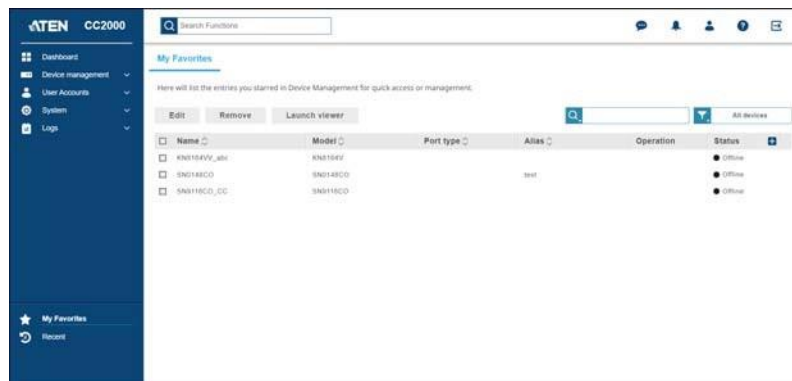 ATEN CC2000
Search Functions
Dashboard
Device management
User Accounts
System
Logs
My Favorites
Recent
My Favorites
Here will list the entries you starred in Device Management for quick access or management.
Edit Remove Launch viewer All devices
Name Model Port type Alias Operation Status
KN8164V Offline
SN0148CO SN0148CO test Offline
SN9116CO_CC SN9116CO Offline